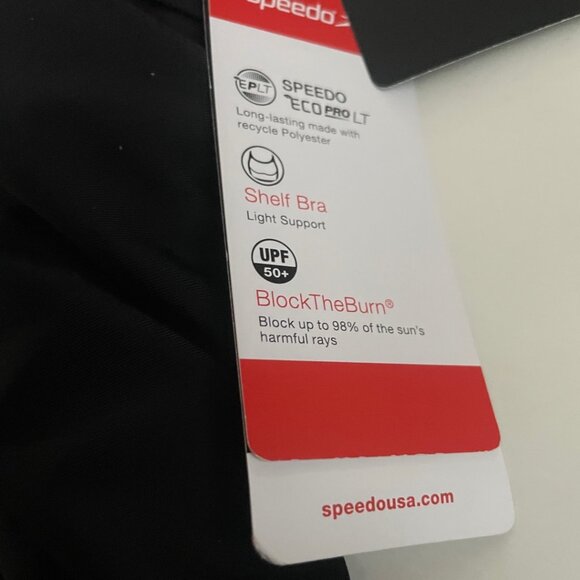 speedo
EPLT
SPEEDO
ECO PRO LT
Long-lasting made with
recycle Polyester
Shelf Bra
Light Support
UPF
50+
BlockTheBurn®
Block up to 98% of the sun's
harmful rays
speedousa.com